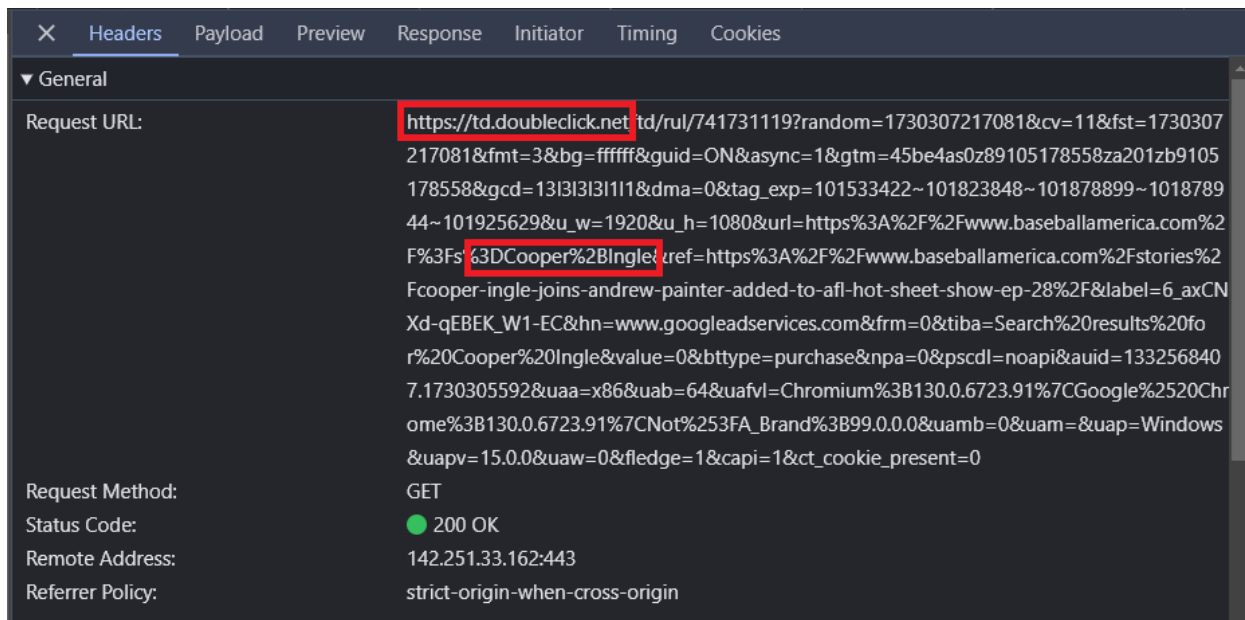 Headers Payload Preview Response Initiator Timing Cookies
General
Request URL: https://td.doubleclick.net/td/rul/741731119?random=1730307217081&cv=11&fst=1730307
217081&fmt=3&bg=ffffff&guid=ON&async=1&gtm=45be4as0z89105178558za201zb9105
178558&gcd=13l3l3l3l1l1&dma=0&tag_exp=101533422~101823848~101878899~1018789
44~101925629&u_w=1920&u_h=1080&url=https%3A%2F%2Fwww.baseballamerica.com%2
F%3Fs%3DCooper%2BIngle&ref=https%3A%2F%2Fwww.baseballamerica.com%2Fstories%2
Fcooper-ingle-joins-andrew-painter-added-to-afl-hot-sheet-show-ep-28%2F&label=6_axCN
Xd-qEBEK_W1-EC&hn=www.googleadservices.com&frm=0&tiba=Search%20results%20fo
r%20Cooper%20Ingle&value=0&bttype=purchase&npa=0&pscdl=noapi&auid=133256840
7.1730305592&uaa=x86&uab=64&uafvl=Chromium%3B130.0.6723.91%7CGoogle%2520Chr
ome%3B130.0.6723.91%7CNot%253FA_Brand%3B99.0.0.0&uamb=0&uam=&uap=Windows
&uapv=15.0.0&uaw=0&fledge=1&capi=1&ct_cookie_present=0
Request Method: GET
Status Code: 200 OK
Remote Address: 142.251.33.162:443
Referrer Policy: strict-origin-when-cross-origin